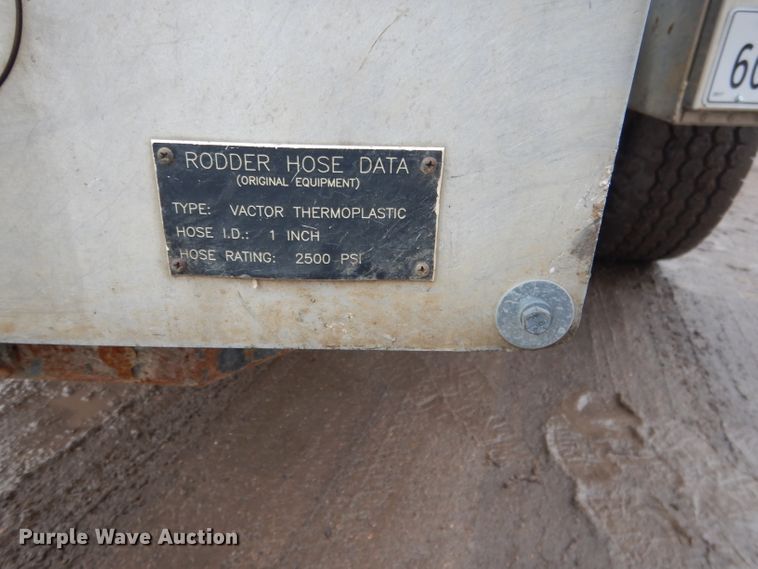 RODDER HOSE DATA
(ORIGINAL EQUIPMENT)
TYPE: VACTOR THERMOPLASTIC
HOSE I.D.: 1 INCH
HOSE RATING: 2500 PSI
Purple Wave Auction®